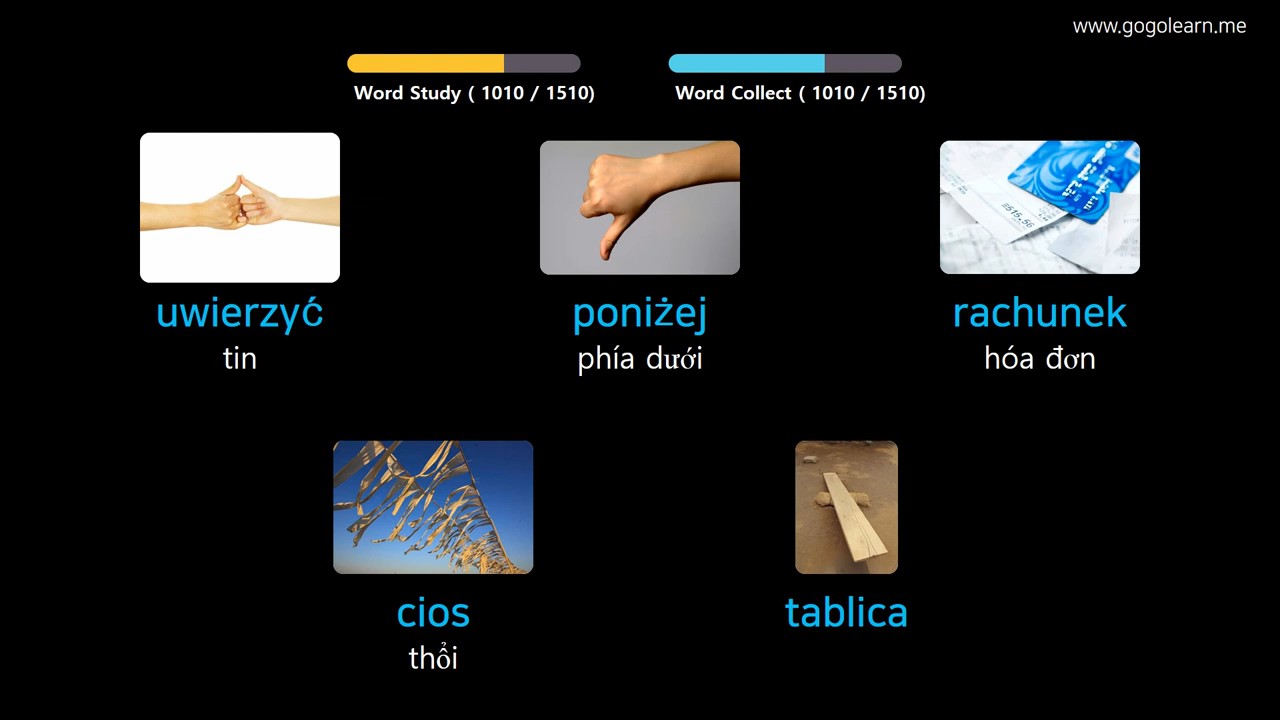 www.gogolearn.me
Word Study ( 1010 / 1510)
Word Collect ( 1010 / 1510)
uwierzyć
tin
poniżej
phía dưới
rachunek
hóa đơn
cios
thổi
tablica